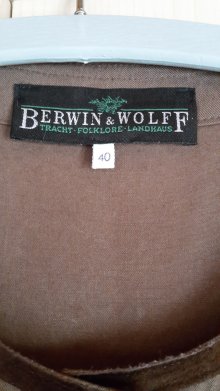 BERWIN & WOLFF
TRACHT · FOLKLORE · LANDHAUS
40